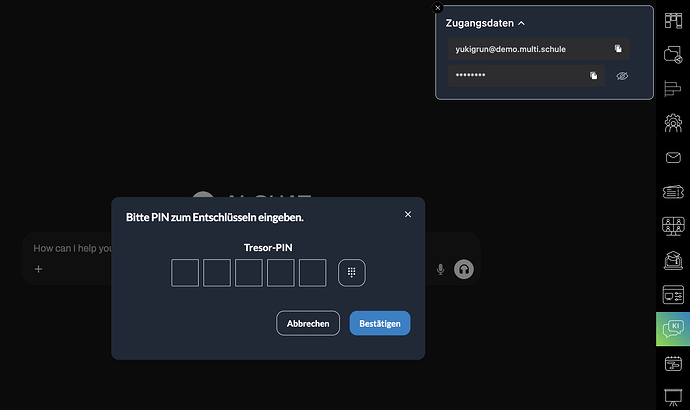 Zugangsdaten
yukigrun@demo.multi.schule
********
Bitte PIN zum Entschlüsseln eingeben.
How can I help you
Tresor-PIN
Abbrechen
Bestätigen
KI